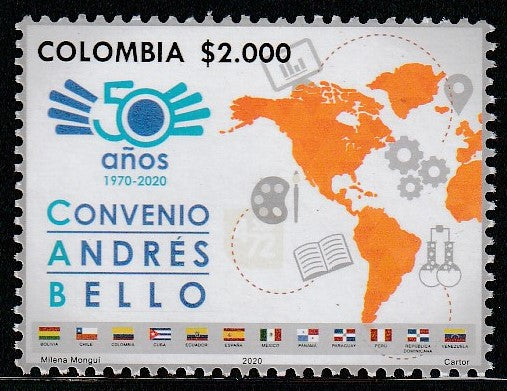 COLOMBIA $2.000
50
años
1970-2020
CONVENIO
ANDRÉS
BELLO
BOLIVIA CHILE COLOMBIA CUBA ECUADOR ESPAÑA MEXICO PANAMÁ PARAGUAY PERÚ REPÚBLICA DOMINICANA VENEZUELA
Milena Monguí 2020 Cartor